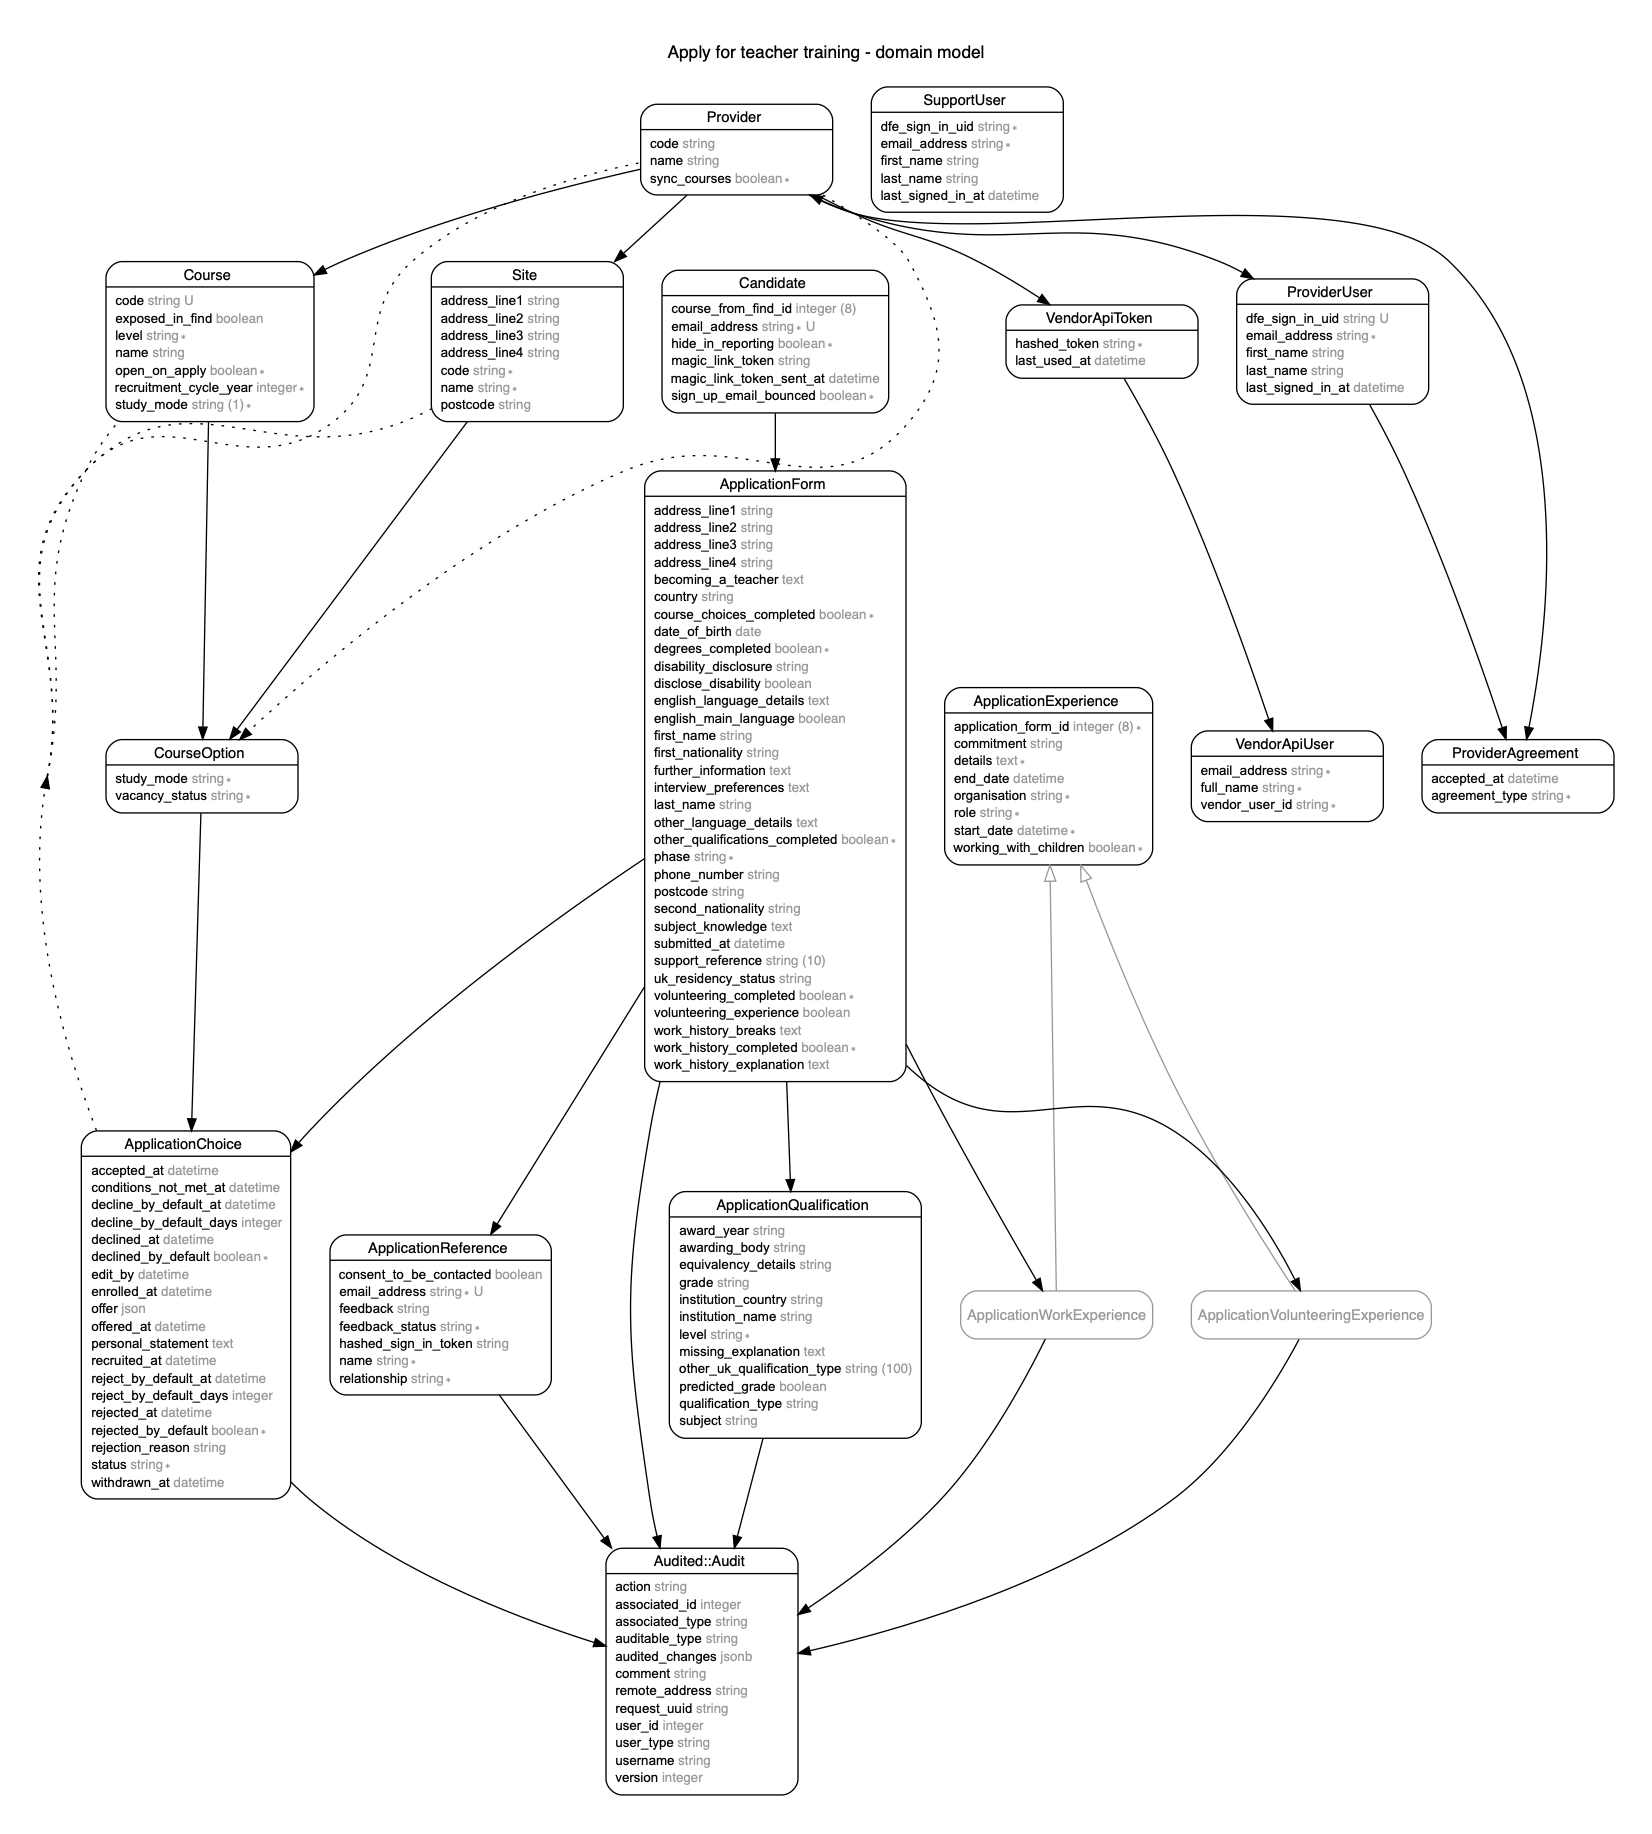 Apply for teacher training - domain model
Provider
code string
name string
sync_courses boolean ∗
SupportUser
dfe_sign_in_uid string ∗
email_address string ∗
first_name string
last_name string
last_signed_in_at datetime
Course
code string U
exposed_in_find boolean
level string ∗
name string
open_on_apply boolean ∗
recruitment_cycle_year integer ∗
study_mode string (1) ∗
Site
address_line1 string
address_line2 string
address_line3 string
address_line4 string
code string ∗
name string ∗
postcode string
Candidate
course_from_find_id integer (8)
email_address string ∗ U
hide_in_reporting boolean ∗
magic_link_token string
magic_link_token_sent_at datetime
sign_up_email_bounced boolean ∗
VendorApiToken
hashed_token string ∗
last_used_at datetime
ProviderUser
dfe_sign_in_uid string U
email_address string ∗
first_name string
last_name string
last_signed_in_at datetime
ApplicationForm
address_line1 string
address_line2 string
address_line3 string
address_line4 string
becoming_a_teacher text
country string
course_choices_completed boolean ∗
date_of_birth date
degrees_completed boolean ∗
disability_disclosure string
disclose_disability boolean
english_language_details text
english_main_language boolean
first_name string
first_nationality string
further_information text
interview_preferences text
last_name string
other_language_details text
other_qualifications_completed boolean ∗
phase string ∗
phone_number string
postcode string
second_nationality string
subject_knowledge text
submitted_at datetime
support_reference string (10)
uk_residency_status string
volunteering_completed boolean ∗
volunteering_experience boolean
work_history_breaks text
work_history_completed boolean ∗
work_history_explanation text
ApplicationExperience
application_form_id integer (8) ∗
commitment string
details text ∗
end_date datetime
organisation string ∗
role string ∗
start_date datetime ∗
working_with_children boolean ∗
CourseOption
study_mode string ∗
vacancy_status string ∗
VendorApiUser
email_address string ∗
full_name string ∗
vendor_user_id string ∗
ProviderAgreement
accepted_at datetime
agreement_type string ∗
ApplicationChoice
accepted_at datetime
conditions_not_met_at datetime
decline_by_default_at datetime
decline_by_default_days integer
declined_at datetime
declined_by_default boolean ∗
edit_by datetime
enrolled_at datetime
offer json
offered_at datetime
personal_statement text
recruited_at datetime
reject_by_default_at datetime
reject_by_default_days integer
rejected_at datetime
rejected_by_default boolean ∗
rejection_reason string
status string ∗
withdrawn_at datetime
ApplicationReference
consent_to_be_contacted boolean
email_address string ∗ U
feedback string
feedback_status string ∗
hashed_sign_in_token string
name string ∗
relationship string ∗
ApplicationQualification
award_year string
awarding_body string
equivalency_details string
grade string
institution_country string
institution_name string
level string ∗
missing_explanation text
other_uk_qualification_type string (100)
predicted_grade boolean
qualification_type string
subject string
ApplicationWorkExperience
ApplicationVolunteeringExperience
Audited::Audit
action string
associated_id integer
associated_type string
auditable_type string
audited_changes jsonb
comment string
remote_address string
request_uuid string
user_id integer
user_type string
username string
version integer